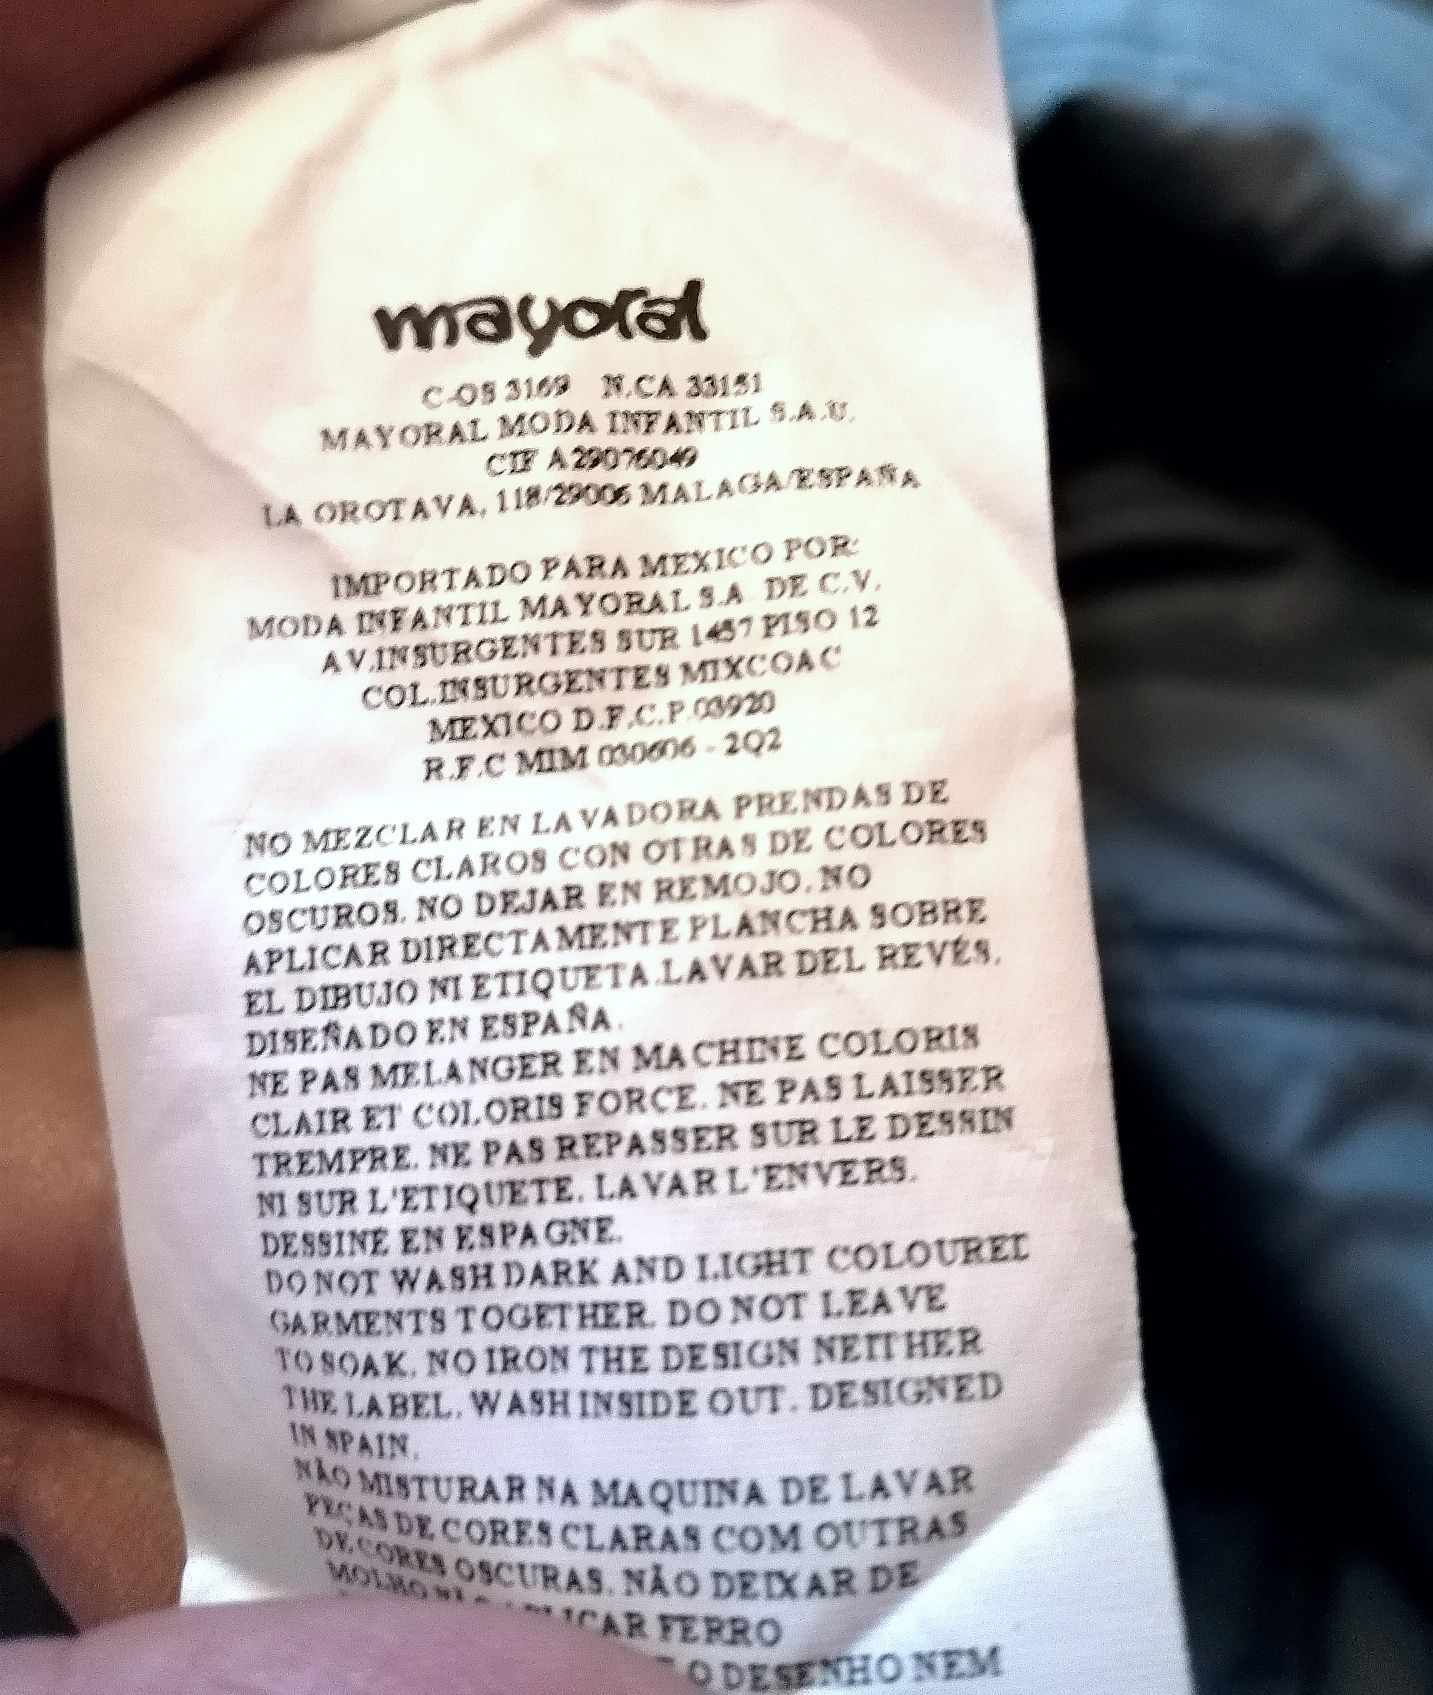 mayoral
C-OS 3169 N.CA 33151
MAYORAL MODA INFANTIL S.A.U.
CIF A29076049
LA OROTAVA, 118/29006 MALAGA/ESPAÑA
IMPORTADO PARA MEXICO POR:
MODA INFANTIL MAYORAL S.A. DE C.V.
AV.INSURGENTES SUR 1457 PISO 12
COL.INSURGENTES MIXCOAC
MEXICO D.F.C.P.03920
R.F.C MIM 030606 - 2Q2
NO MEZCLAR EN LAVADORA PRENDAS DE
COLORES CLAROS CON OTRAS DE COLORES
OSCUROS. NO DEJAR EN REMOJO. NO
APLICAR DIRECTAMENTE PLANCHA SOBRE
EL DIBUJO NI ETIQUETA.LAVAR DEL REVÉS.
DISEÑADO EN ESPAÑA.
NE PAS MELANGER EN MACHINE COLORIS
CLAIR ET COLORIS FORCE. NE PAS LAISSER
TREMPRE. NE PAS REPASSER SUR LE DESSIN
NI SUR L'ETIQUETE. LAVAR L'ENVERS.
DESSINÉ EN ESPAGNE.
DO NOT WASH DARK AND LIGHT COLOURED
GARMENTS TOGETHER. DO NOT LEAVE
TO SOAK. NO IRON THE DESIGN NEITHER
THE LABEL. WASH INSIDE OUT. DESIGNED
IN SPAIN.
NÃO MISTURAR NA MAQUINA DE LAVAR
PEÇAS DE CORES CLARAS COM OUTRAS
DE CORES OSCURAS. NÃO DEIXAR DE
MOLHO FERRO
O DESENHO NEM